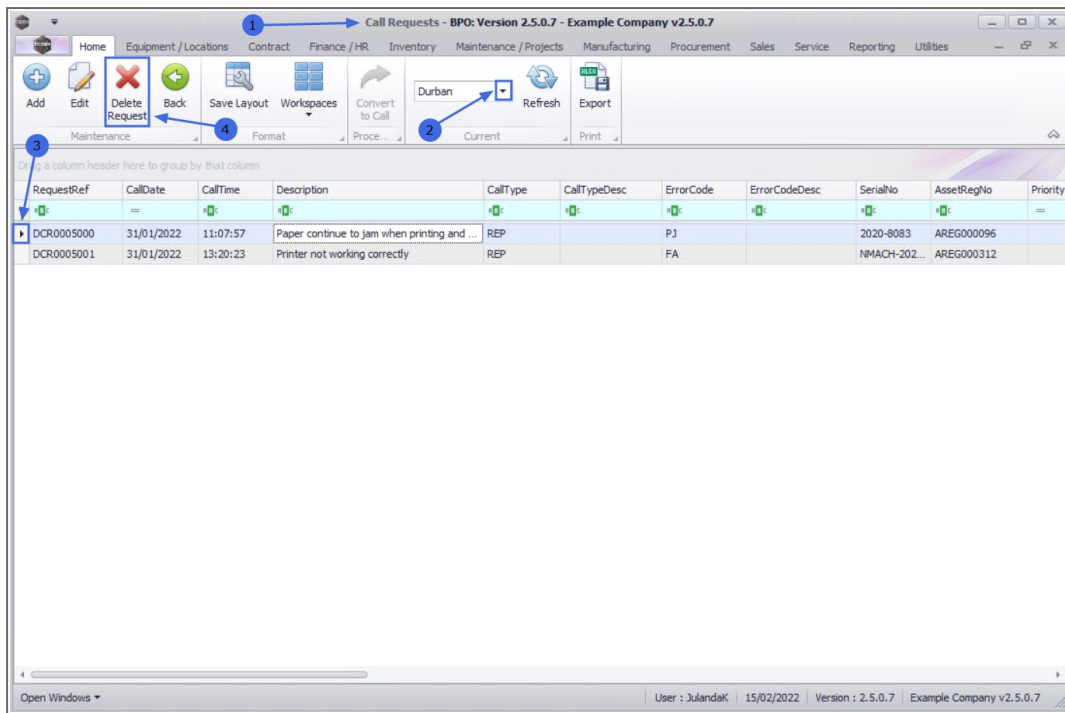 1
Call Requests - BPO: Version 2.5.0.7 - Example Company v2.5.0.7
Home Equipment / Locations Contract Finance / HR Inventory Maintenance / Projects Manufacturing Procurement Sales Service Reporting Utilities
Add Edit Delete Request Back Save Layout Workspaces Convert to Call Durban Refresh Export
3 4 2
Maintenance Format Proce... Current Print
Drag a column header here to group by that column
RequestRef CallDate CallTime Description CallType CallTypeDesc ErrorCode ErrorCodeDesc SerialNo AssetRegNo Priority
DCR0005000 31/01/2022 11:07:57 Paper continue to jam when printing and ... REP PJ 2020-8083 AREG000096
DCR0005001 31/01/2022 13:20:23 Printer not working correctly REP FA NMACH-202... AREG000312
Open Windows User : JulandaK 15/02/2022 Version : 2.5.0.7 Example Company v2.5.0.7